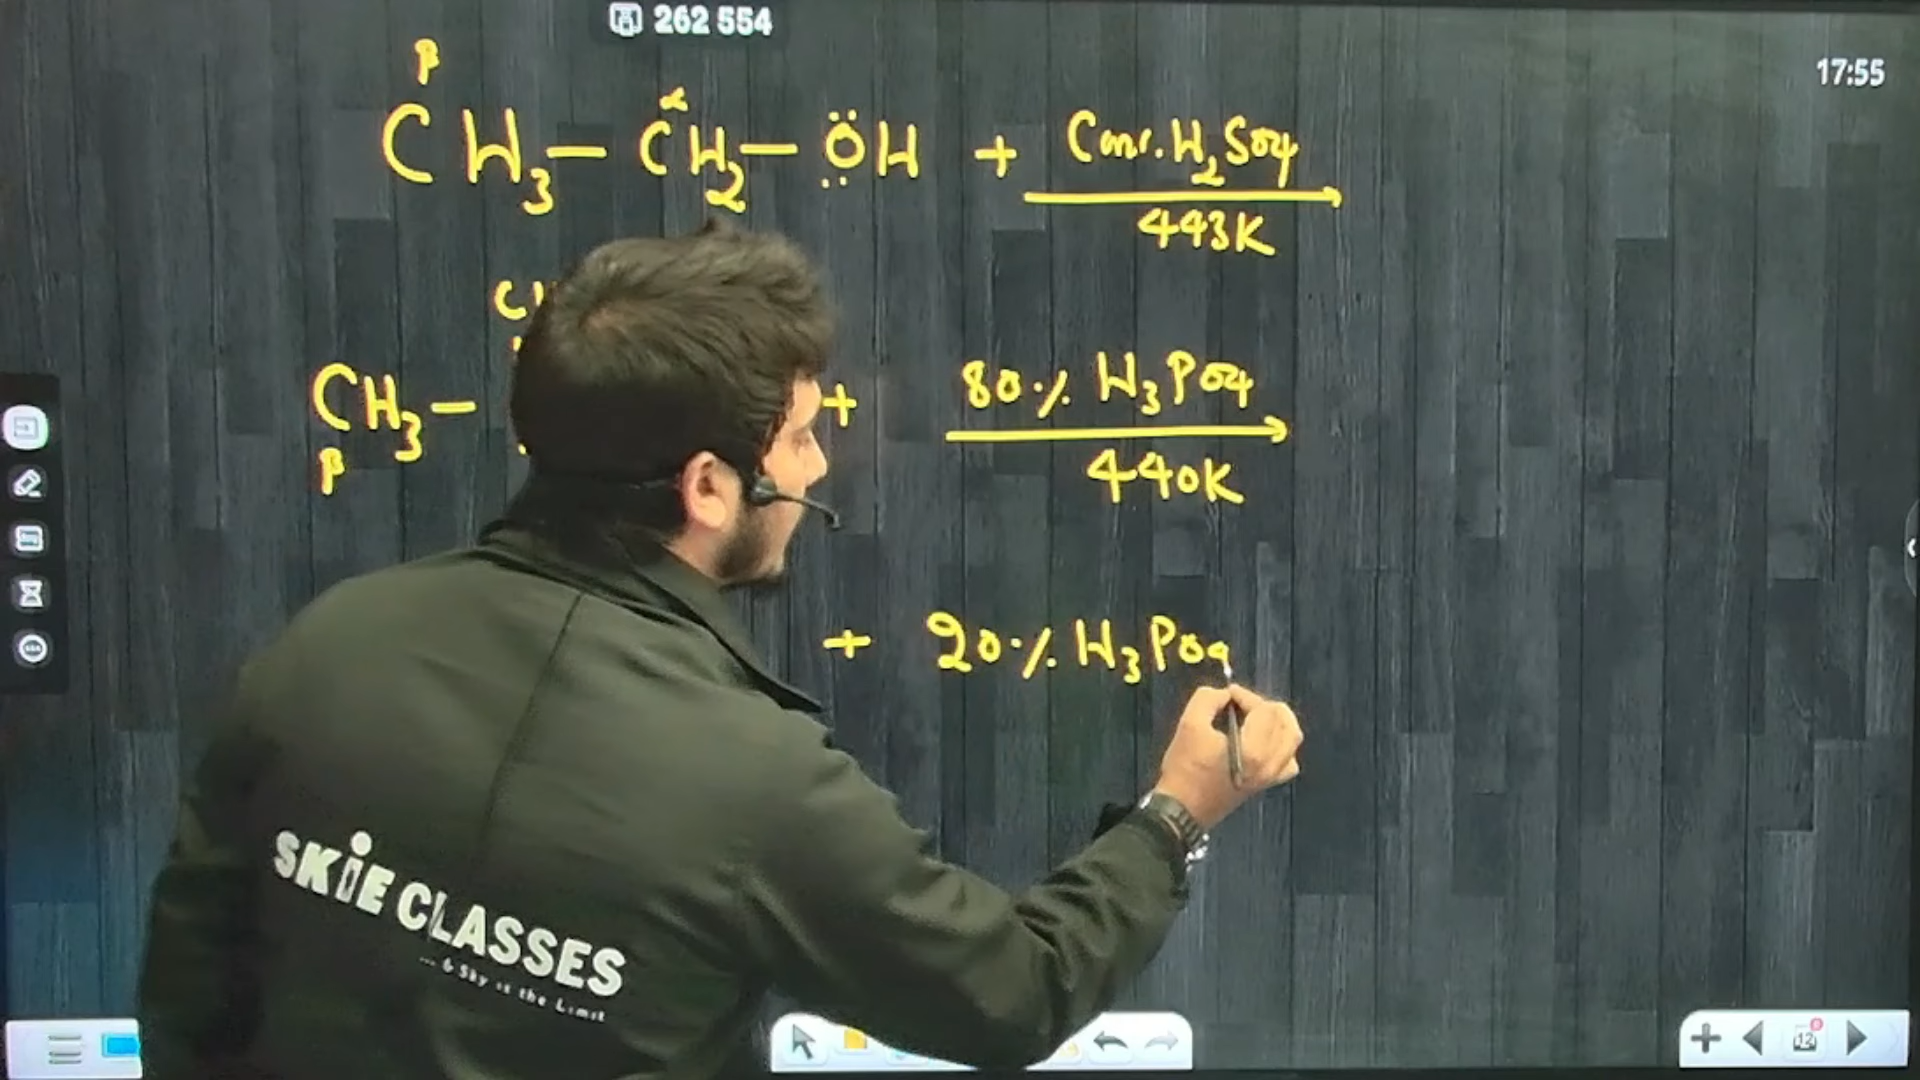 262 554
17:55
β
α
CH3 — CH2 — ÖH + Conc. H2SO4
443K
CH3 — + 80% H3PO4
β
440K
+ 20% H3PO4
SKiE CLASSES
... & Sky is the Limit
12